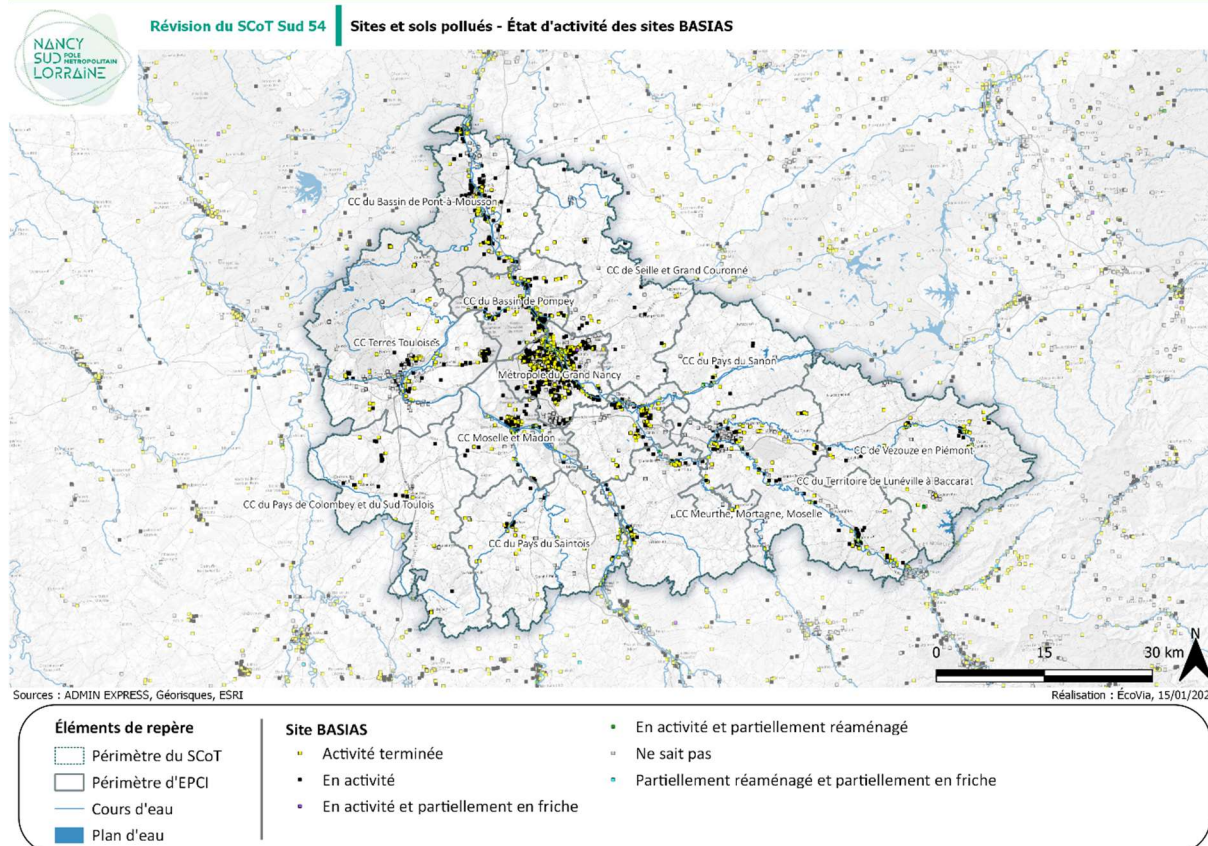 NANCY
SUD PÔLE
MÉTROPOLITAIN
LORRAINE
Révision du SCoT Sud 54
Sites et sols pollués - État d'activité des sites BASIAS
CC du Bassin de Pont-à-Mousson
CC de Seille et Grand Couronné
CC du Bassin de Pompey
CC Terres Touloises
CC du Pays du Sanon
Métropole du Grand Nancy
CC Moselle et Madon
CC de Vezouze en Piémont
CC du Territoire de Lunéville à Baccarat
CC du Pays de Colombey et du Sud Toulois
CC Meurthe, Mortagne, Moselle
CC du Pays du Saintois
N
0 15 30 km
Sources : ADMIN EXPRESS, Géorisques, ESRI
Réalisation : ÉcoVia, 15/01/202
Éléments de repère
Périmètre du SCoT
Périmètre d'EPCI
Cours d'eau
Plan d'eau
Site BASIAS
Activité terminée
En activité
En activité et partiellement en friche
En activité et partiellement réaménagé
Ne sait pas
Partiellement réaménagé et partiellement en friche